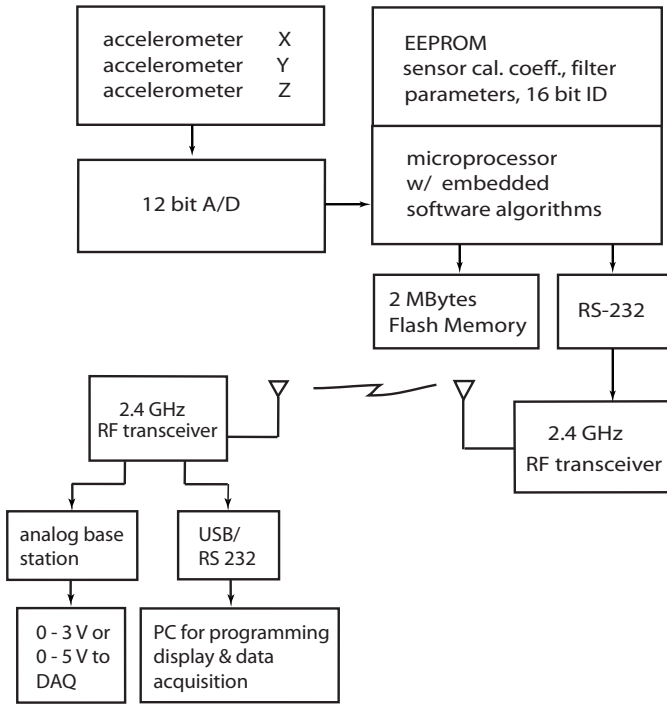 accelerometer X
accelerometer Y
accelerometer Z
EEPROM
sensor cal. coeff., filter
parameters, 16 bit ID
12 bit A/D
microprocessor
w/ embedded
software algorithms
2 MBytes
Flash Memory
RS-232
2.4 GHz
RF transceiver
2.4 GHz
RF transceiver
analog base
station
USB/
RS 232
0 - 3 V or
0 - 5 V to
DAQ
PC for programming
display & data
acquisition